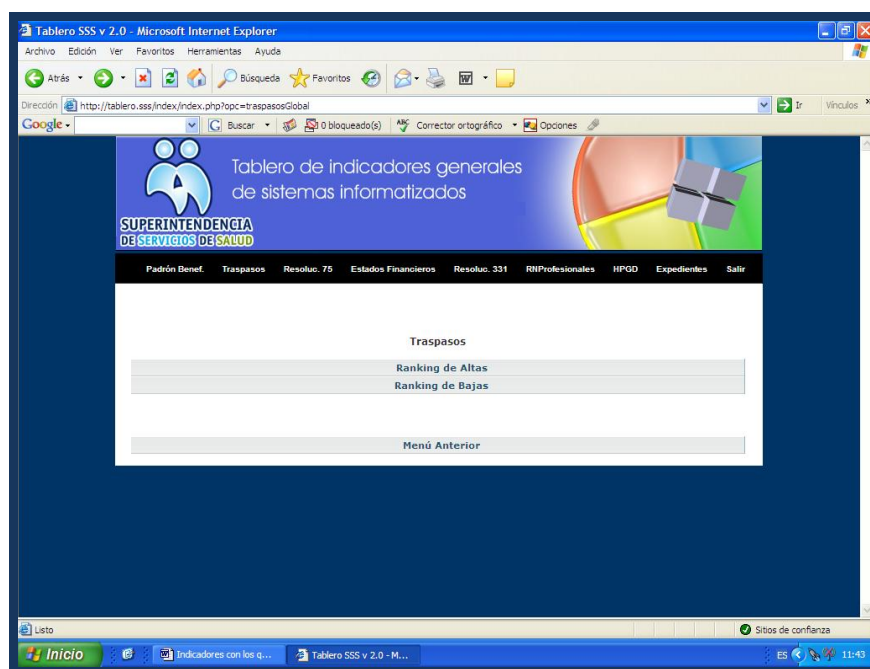 Tablero SSS v 2.0 - Microsoft Internet Explorer
Archivo Edición Ver Favoritos Herramientas Ayuda
Atrás Búsqueda Favoritos
Dirección http://tablero.sss/index/index.php?opc=traspasosGlobal Ir Vínculos »
Google Buscar 0 bloqueado(s) ABC Corrector ortográfico Opciones
Tablero de indicadores generales
de sistemas informatizados
SUPERINTENDENCIA
DE SERVICIOS DE SALUD
Padrón Benef. Traspasos Resoluc. 75 Estados Financieros Resoluc. 331 RNProfesionales HPGD Expedientes Salir
Traspasos
Ranking de Altas
Ranking de Bajas
Menú Anterior
Listo Sitios de confianza
Inicio Indicadores con los q... Tablero SSS v 2.0 - M... ES 11:43